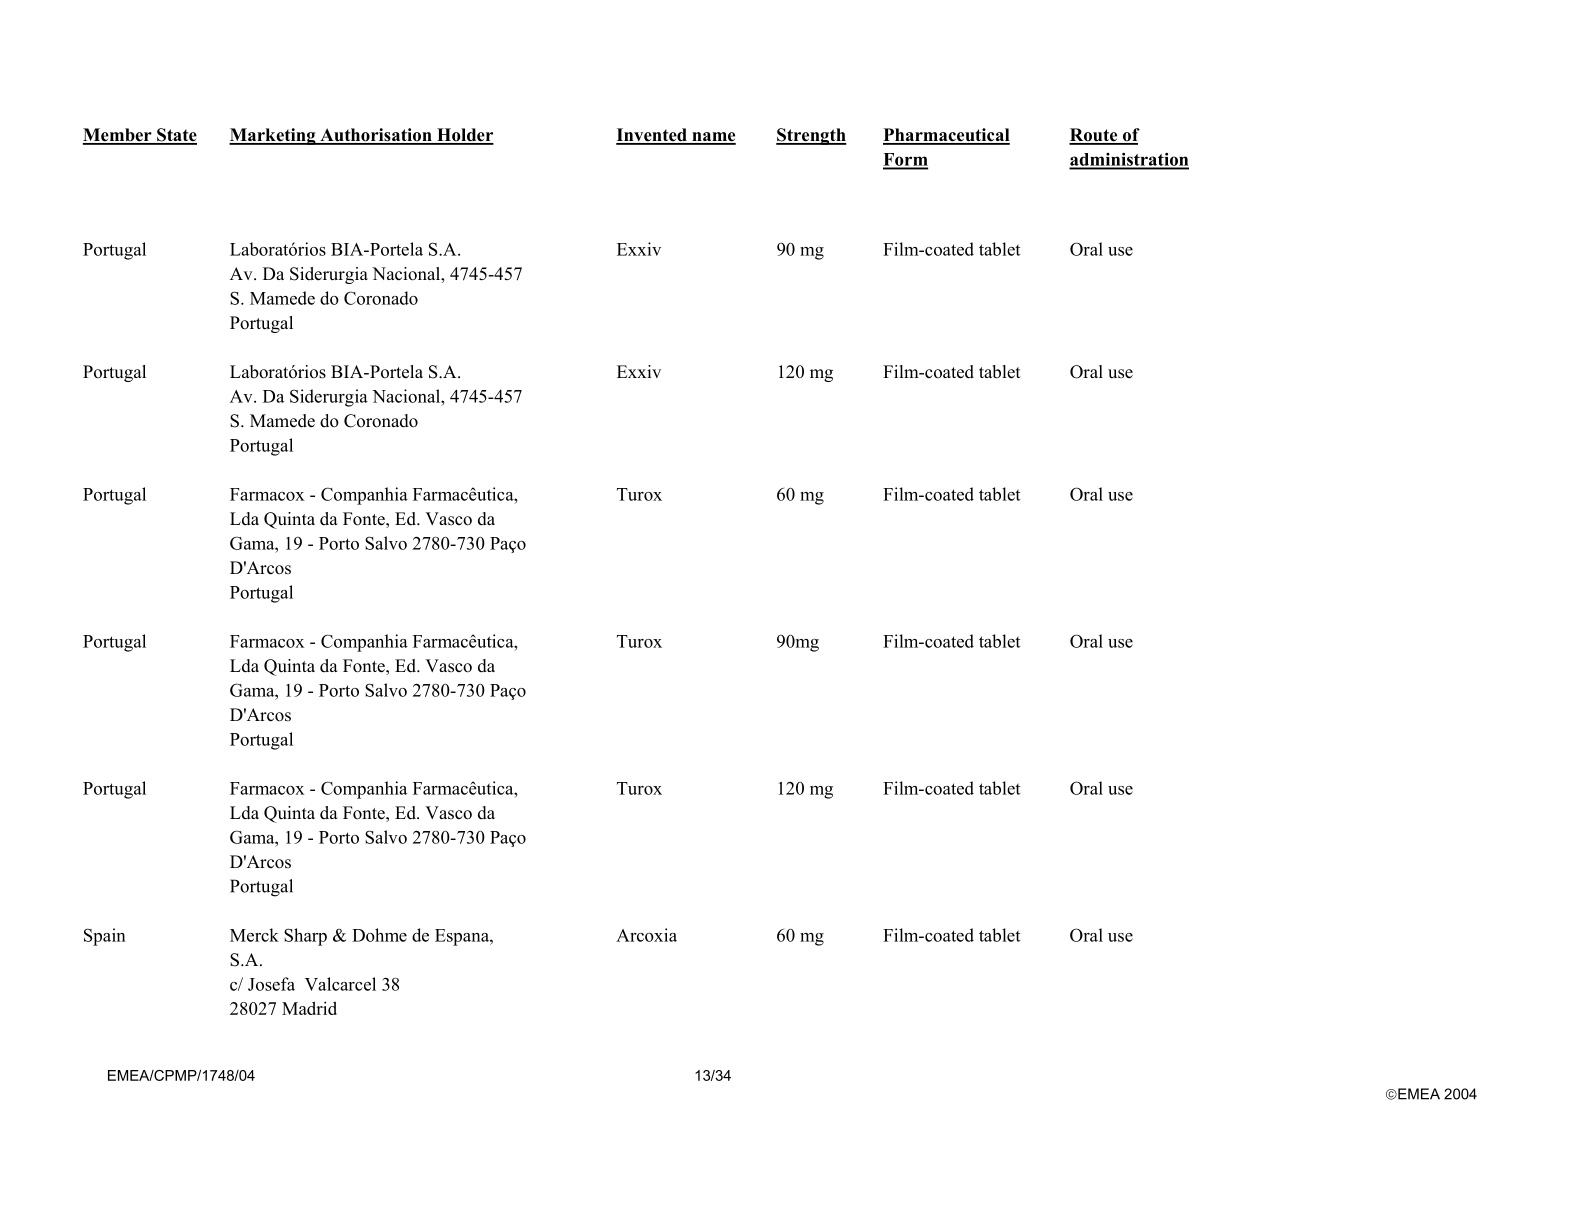 Member State Marketing Authorisation Holder Invented name Strength Pharmaceutical Route of
Form administration
Portugal Laboratórios BIA-Portela S.A. Exxiv 90 mg Film-coated tablet Oral use
Av. Da Siderurgia Nacional, 4745-457
S. Mamede do Coronado
Portugal
Portugal Laboratórios BIA-Portela S.A. Exxiv 120 mg Film-coated tablet Oral use
Av. Da Siderurgia Nacional, 4745-457
S. Mamede do Coronado
Portugal
Portugal Farmacox - Companhia Farmacêutica, Turox 60 mg Film-coated tablet Oral use
Lda Quinta da Fonte, Ed. Vasco da
Gama, 19 - Porto Salvo 2780-730 Paço
D'Arcos
Portugal
Portugal Farmacox - Companhia Farmacêutica, Turox 90mg Film-coated tablet Oral use
Lda Quinta da Fonte, Ed. Vasco da
Gama, 19 - Porto Salvo 2780-730 Paço
D'Arcos
Portugal
Portugal Farmacox - Companhia Farmacêutica, Turox 120 mg Film-coated tablet Oral use
Lda Quinta da Fonte, Ed. Vasco da
Gama, 19 - Porto Salvo 2780-730 Paço
D'Arcos
Portugal
Spain Merck Sharp & Dohme de Espana, Arcoxia 60 mg Film-coated tablet Oral use
S.A.
c/ Josefa  Valcarcel 38
28027 Madrid
EMEA/CPMP/1748/04 13/34
©EMEA 2004